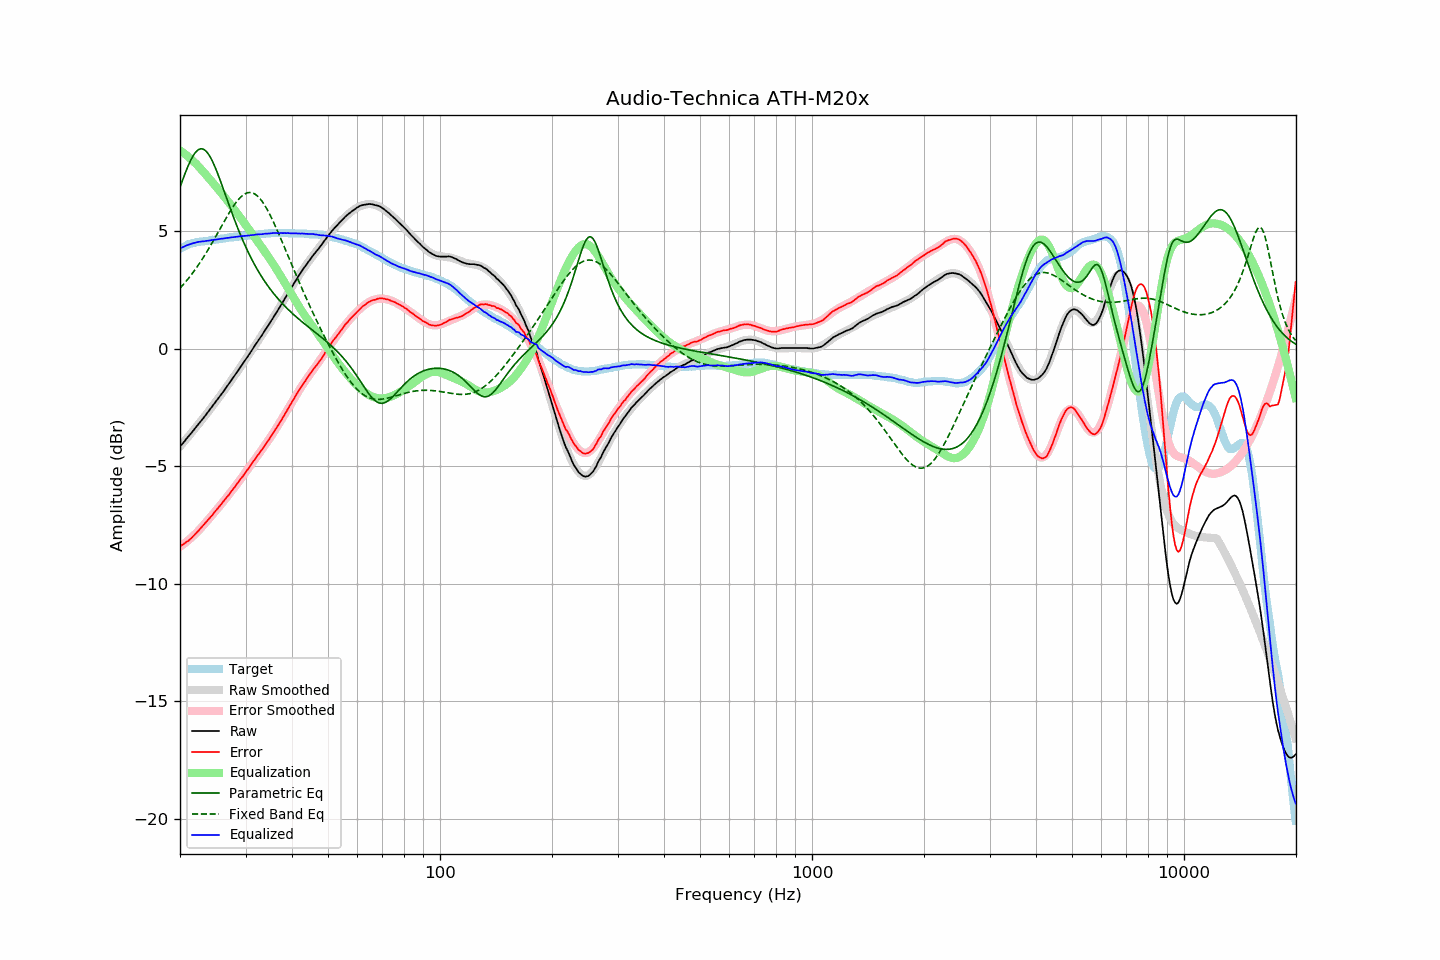 Audio-Technica ATH-M20x
Amplitude (dBr)
5
0
−5
−10
−15
−20
Target
Raw Smoothed
Error Smoothed
Raw
Error
Equalization
Parametric Eq
Fixed Band Eq
Equalized
100
1000
10000
Frequency (Hz)